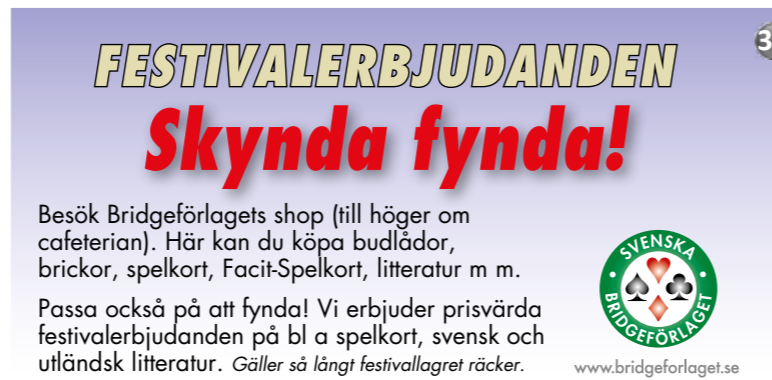 3
FESTIVALERBJUDANDEN
Skynda fynda!
Besök Bridgeförlagets shop (till höger om
cafeterian). Här kan du köpa budlådor,
brickor, spelkort, Facit-Spelkort, litteratur m m.
Passa också på att fynda! Vi erbjuder prisvärda
festivalerbjudanden på bl a spelkort, svensk och
utländsk litteratur. Gäller så långt festivallagret räcker.
SVENSKA
BRIDGEFÖRLAGET
www.bridgeforlaget.se